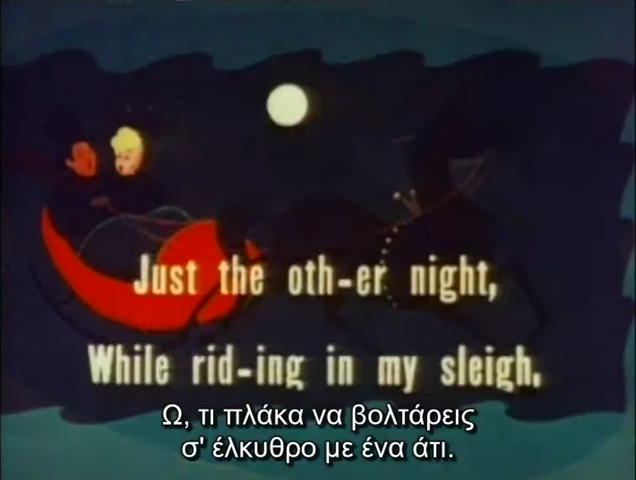 Just the oth-er night,
While rid-ing in my sleigh.
Ω, τι πλάκα να βολτάρεις
σ' έλκυθρο με ένα άτι.